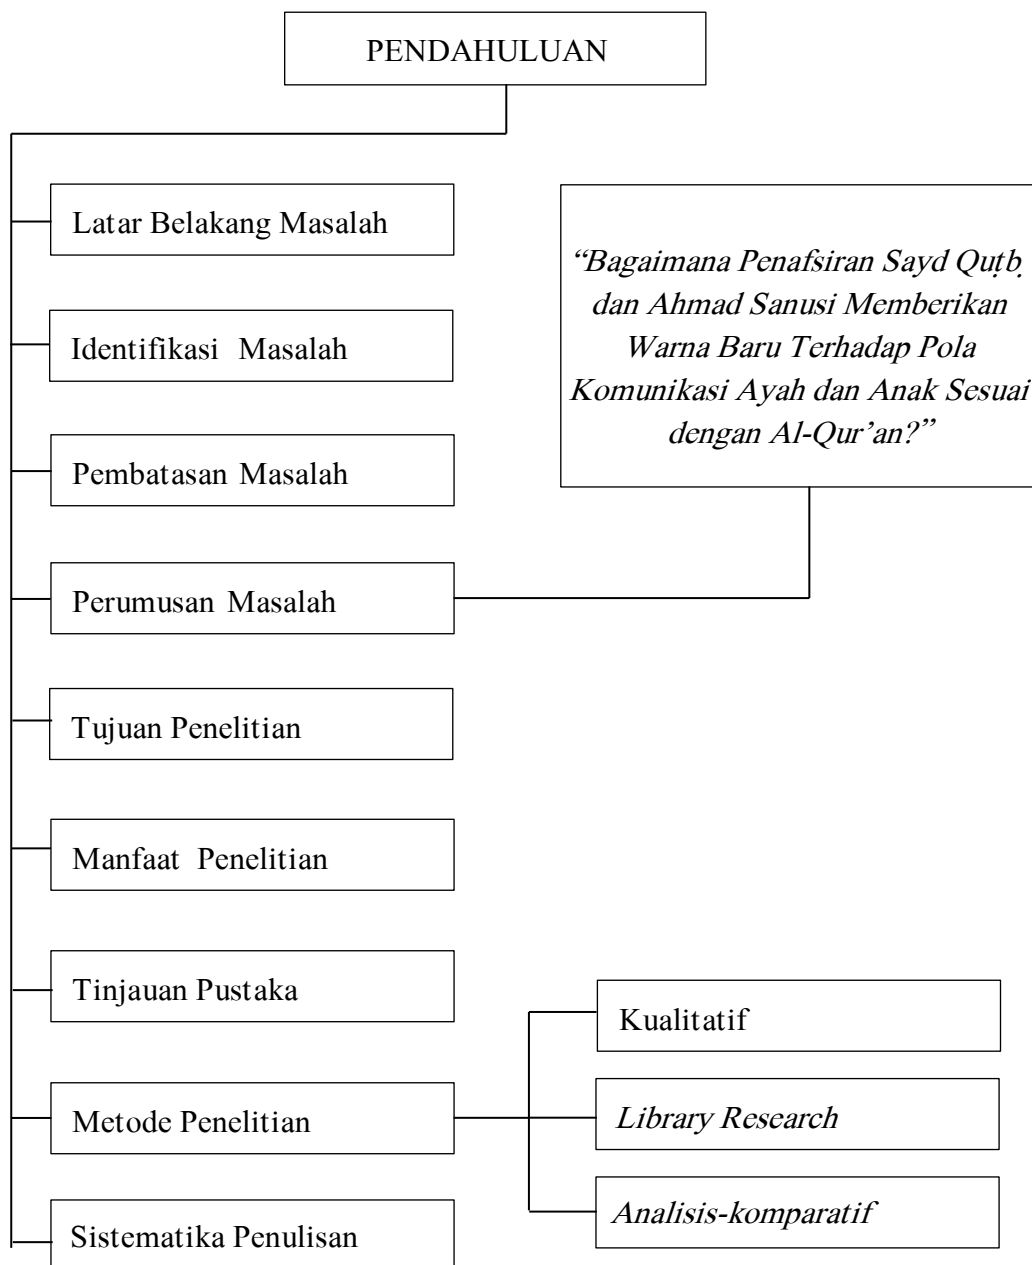 PENDAHULUAN
Latar Belakang Masalah
Identifikasi Masalah
Pembatasan Masalah
Perumusan Masalah
“Bagaimana Penafsiran Sayd Quṭb
dan Ahmad Sanusi Memberikan
Warna Baru Terhadap Pola
Komunikasi Ayah dan Anak Sesuai
dengan Al-Qur’an?”
Tujuan Penelitian
Manfaat Penelitian
Tinjauan Pustaka
Metode Penelitian
Kualitatif
Library Research
Analisis-komparatif
Sistematika Penulisan